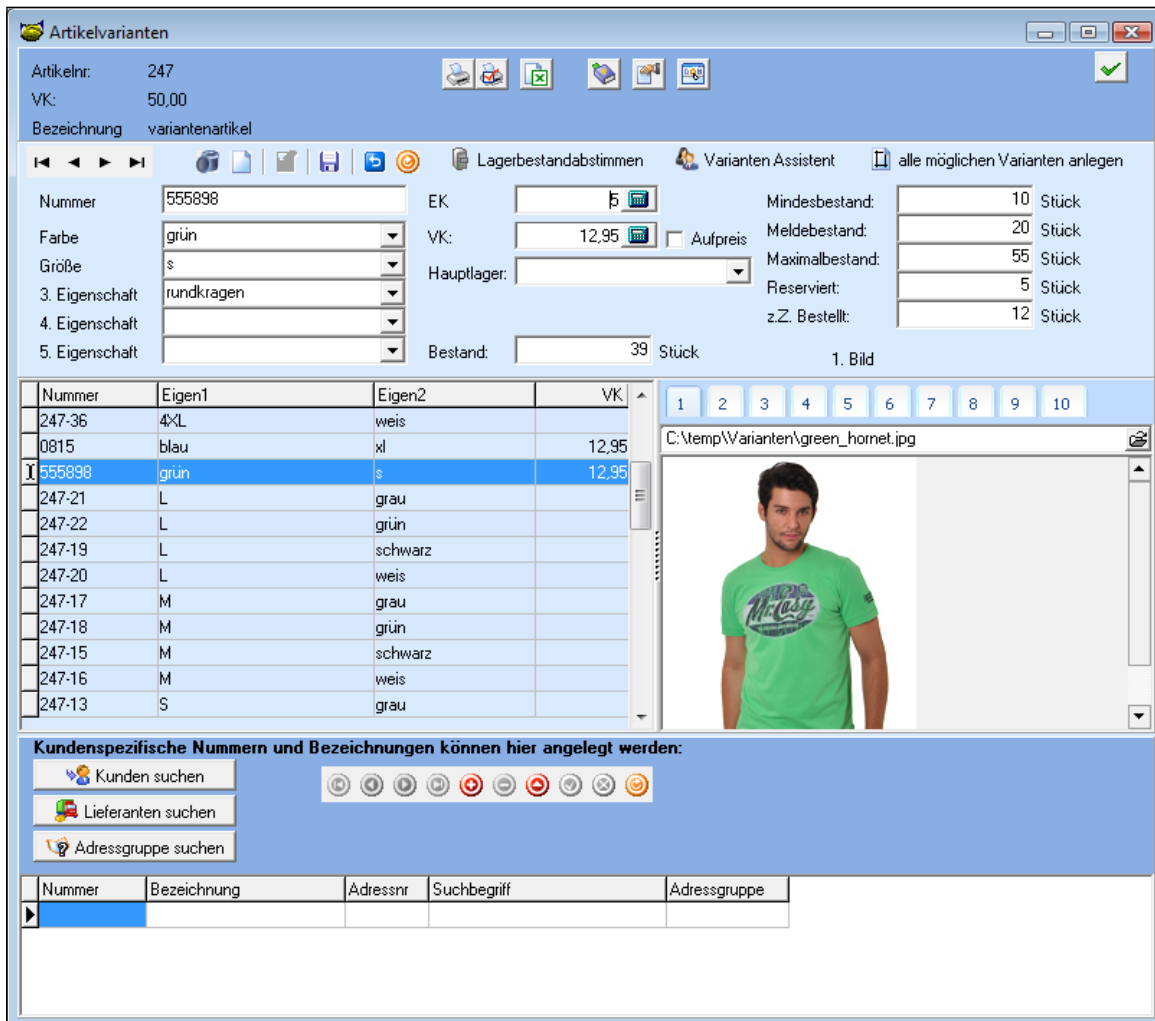 Artikelvarianten
Artikelnr: 247
VK: 50,00
Bezeichnung variantenartikel
Lagerbestandabstimmen Varianten Assistent alle möglichen Varianten anlegen
Nummer 555898 EK 5 Mindesbestand: 10 Stück
Farbe grün VK: 12,95 Aufpreis Meldebestand: 20 Stück
Größe s Hauptlager: Maximalbestand: 55 Stück
3. Eigenschaft rundkragen Reserviert: 5 Stück
4. Eigenschaft z.Z. Bestellt: 12 Stück
5. Eigenschaft Bestand: 39 Stück 1. Bild
Nummer Eigen1 Eigen2 VK
247-36 4XL weis
0815 blau xl 12,95
555898 grün s 12,95
247-21 L grau
247-22 L grün
247-19 L schwarz
247-20 L weis
247-17 M grau
247-18 M grün
247-15 M schwarz
247-16 M weis
247-13 S grau
1 2 3 4 5 6 7 8 9 10
C:\temp\Varianten\green_hornet.jpg
Mr.Casy
Kundenspezifische Nummern und Bezeichnungen können hier angelegt werden:
Kunden suchen
Lieferanten suchen
Adressgruppe suchen
Nummer Bezeichnung Adressnr Suchbegriff Adressgruppe